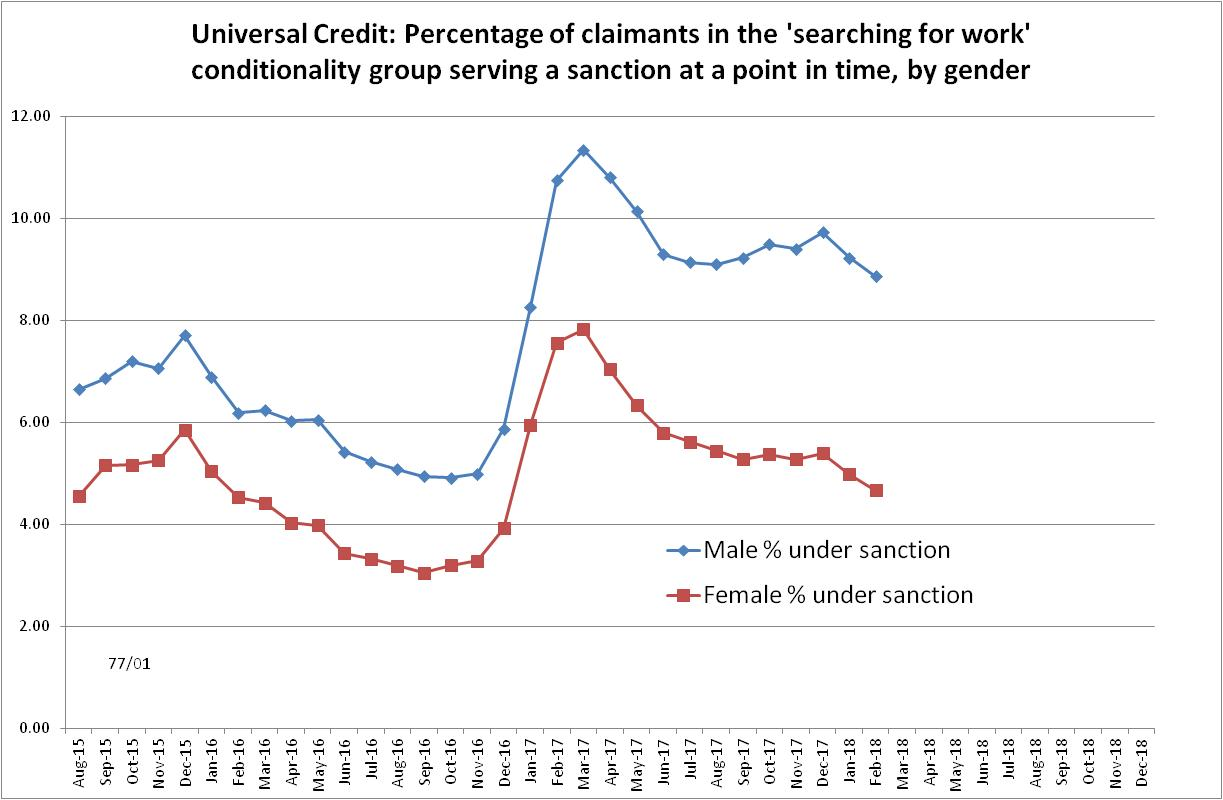 Universal Credit: Percentage of claimants in the 'searching for work'
conditionality group serving a sanction at a point in time, by gender
12.00
10.00
8.00
6.00
4.00
2.00
0.00
Male % under sanction
Female % under sanction
77/01
Aug-15
Sep-15
Oct-15
Nov-15
Dec-15
Jan-16
Feb-16
Mar-16
Apr-16
May-16
Jun-16
Jul-16
Aug-16
Sep-16
Oct-16
Nov-16
Dec-16
Jan-17
Feb-17
Mar-17
Apr-17
May-17
Jun-17
Jul-17
Aug-17
Sep-17
Oct-17
Nov-17
Dec-17
Jan-18
Feb-18
Mar-18
Apr-18
May-18
Jun-18
Jul-18
Aug-18
Sep-18
Oct-18
Nov-18
Dec-18